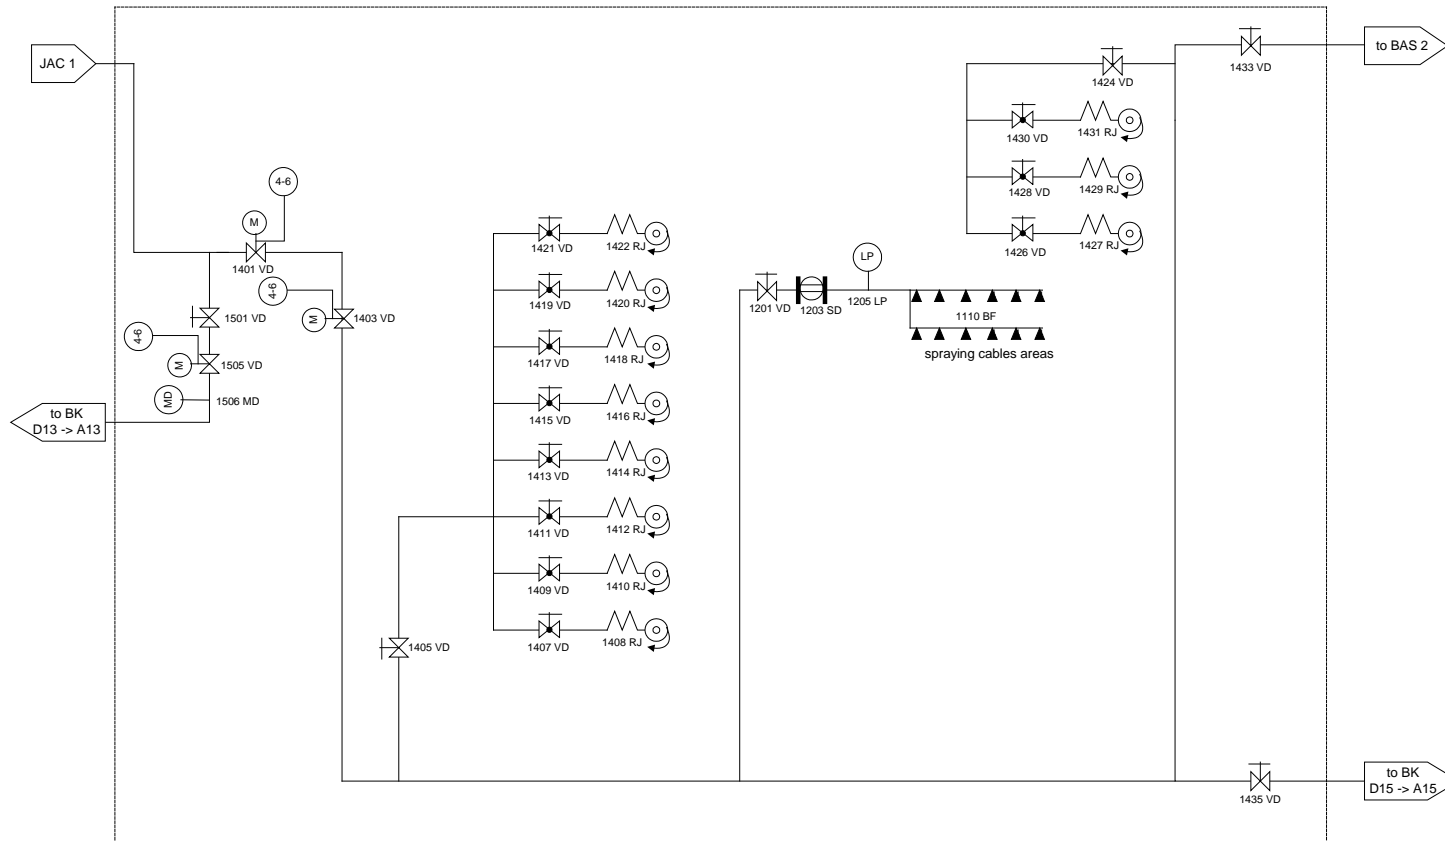 JAC 1
to BAS 2
1433 VD
1424 VD
1430 VD
1431 RJ
1428 VD
1429 RJ
1426 VD
1427 RJ
4-6
M
1401 VD
4-6
M
1403 VD
1501 VD
4-6
M
1505 VD
MD
1506 MD
to BK
D13 -> A13
1421 VD
1422 RJ
1419 VD
1420 RJ
1417 VD
1418 RJ
1415 VD
1416 RJ
1413 VD
1414 RJ
1411 VD
1412 RJ
1409 VD
1410 RJ
1407 VD
1408 RJ
1405 VD
LP
1201 VD
1203 SD
1205 LP
1110 BF
spraying cables areas
1435 VD
to BK
D15 -> A15